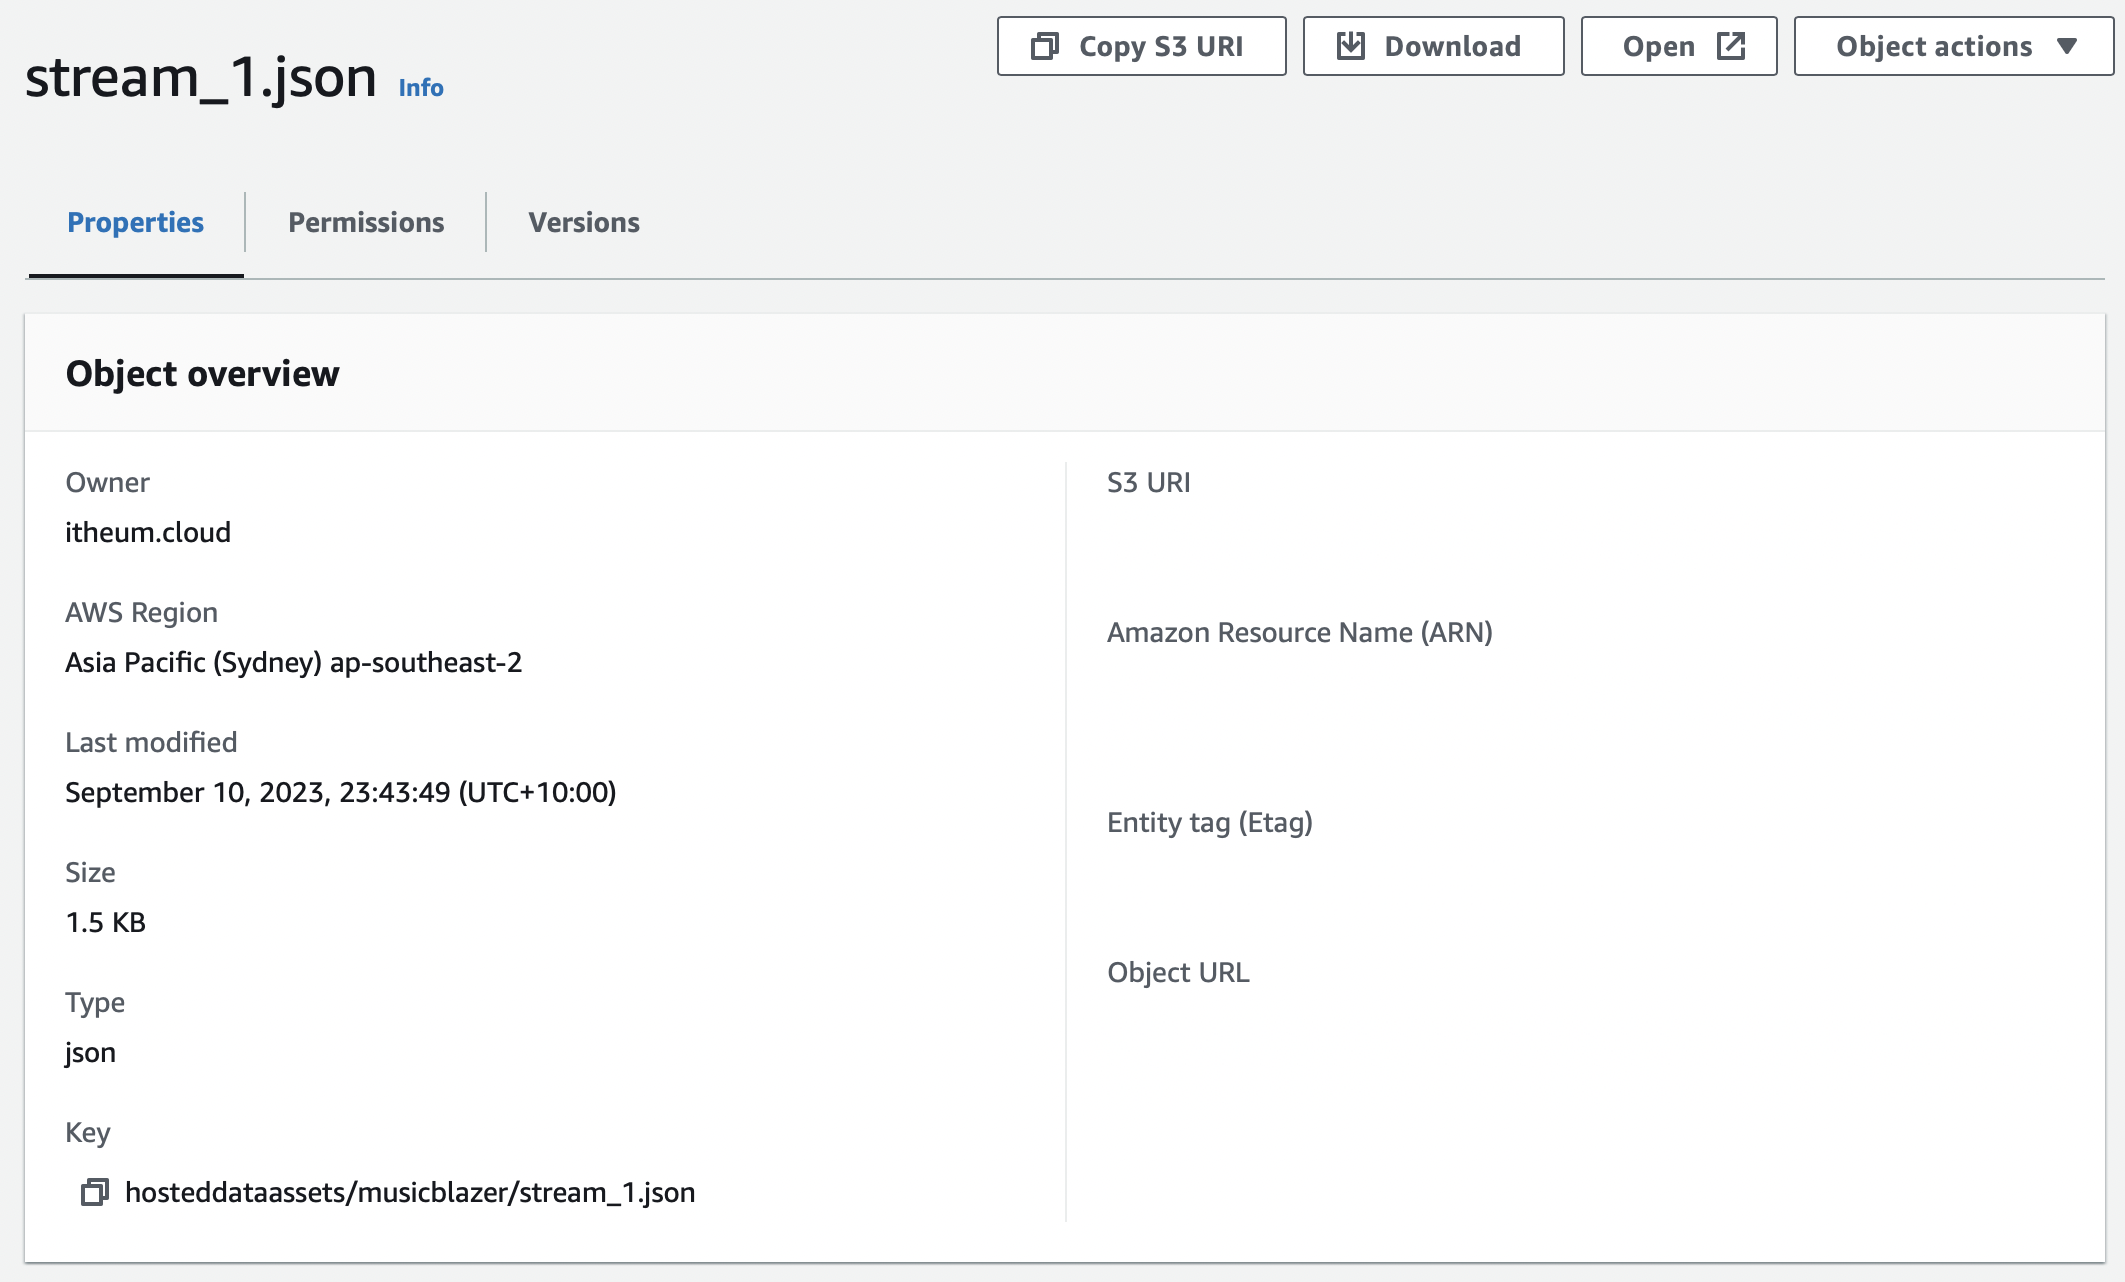 stream_1.json Info
Copy S3 URI
Download
Open
Object actions
Properties
Permissions
Versions
Object overview
Owner
itheum.cloud
AWS Region
Asia Pacific (Sydney) ap-southeast-2
Last modified
September 10, 2023, 23:43:49 (UTC+10:00)
Size
1.5 KB
Type
json
Key
hosteddataassets/musicblazer/stream_1.json
S3 URI
Amazon Resource Name (ARN)
Entity tag (Etag)
Object URL